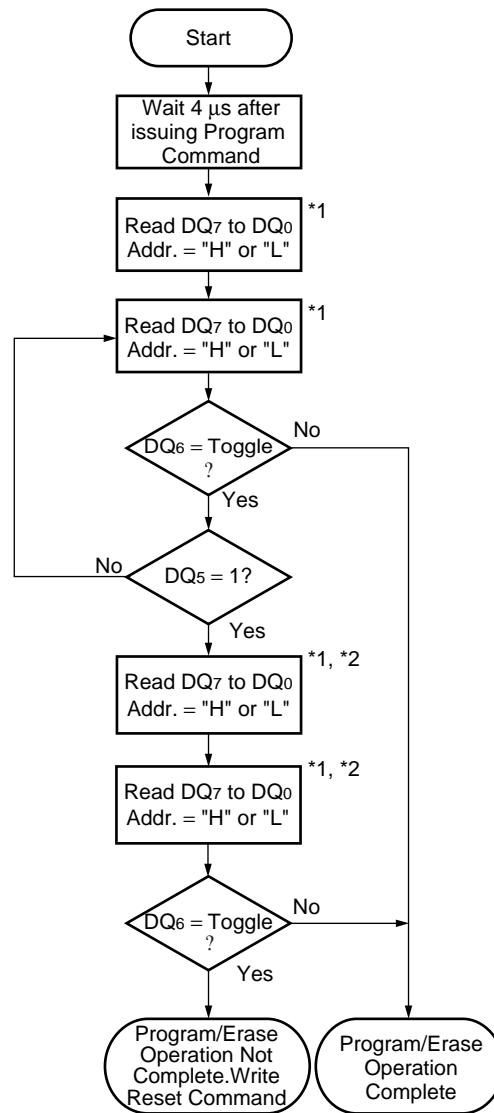 Start
Wait 4 μs after
issuing Program
Command
Read DQ7 to DQ0
Addr. = "H" or "L"
*1
Read DQ7 to DQ0
Addr. = "H" or "L"
*1
DQ6 = Toggle
?
No
Yes
No
DQ5 = 1?
Yes
Read DQ7 to DQ0
Addr. = "H" or "L"
*1, *2
Read DQ7 to DQ0
Addr. = "H" or "L"
*1, *2
DQ6 = Toggle
?
No
Yes
Program/Erase
Operation Not
Complete.Write
Reset Command
Program/Erase
Operation
Complete